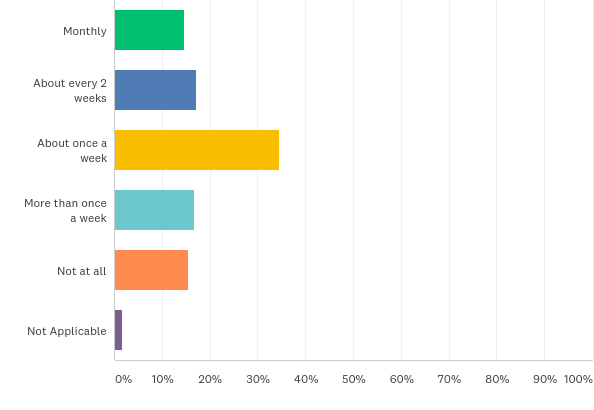 Monthly
About every 2
weeks
About once a
week
More than once
a week
Not at all
Not Applicable
0% 10% 20% 30% 40% 50% 60% 70% 80% 90% 100%